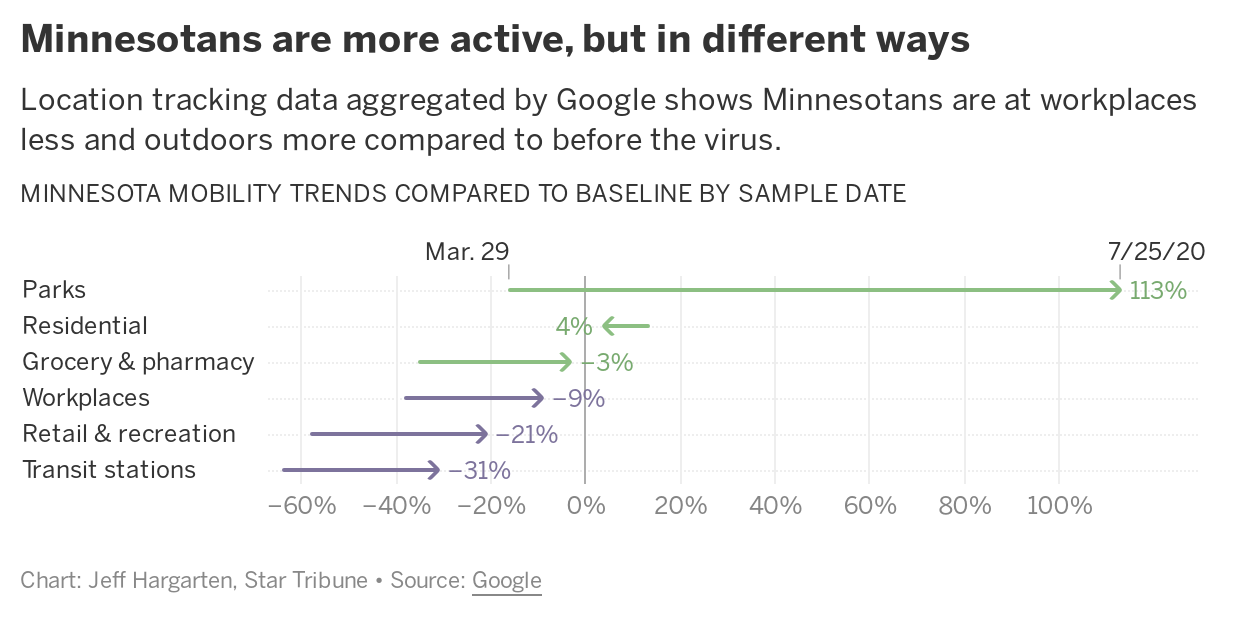 Minnesotans are more active, but in different ways
Location tracking data aggregated by Google shows Minnesotans are at workplaces
less and outdoors more compared to before the virus.
MINNESOTA MOBILITY TRENDS COMPARED TO BASELINE BY SAMPLE DATE
Mar. 29 7/25/20
Parks 113%
Residential 4%
Grocery & pharmacy −3%
Workplaces −9%
Retail & recreation −21%
Transit stations −31%
−60% −40% −20% 0% 20% 40% 60% 80% 100%
Chart: Jeff Hargarten, Star Tribune • Source: Google